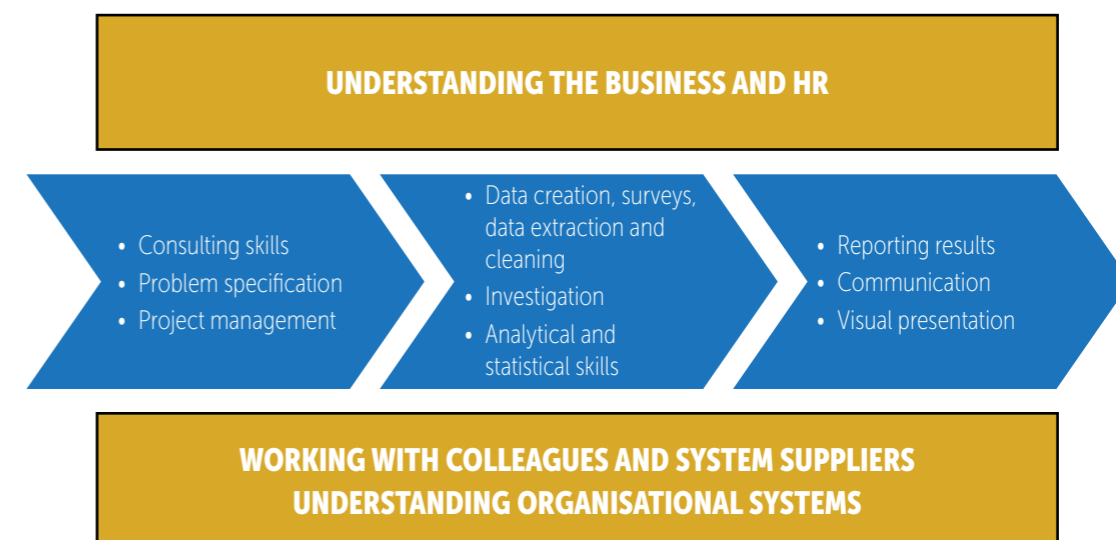 UNDERSTANDING THE BUSINESS AND HR
• Consulting skills
• Problem specification
• Project management
• Data creation, surveys,
data extraction and
cleaning
• Investigation
• Analytical and
statistical skills
• Reporting results
• Communication
• Visual presentation
WORKING WITH COLLEAGUES AND SYSTEM SUPPLIERS
UNDERSTANDING ORGANISATIONAL SYSTEMS